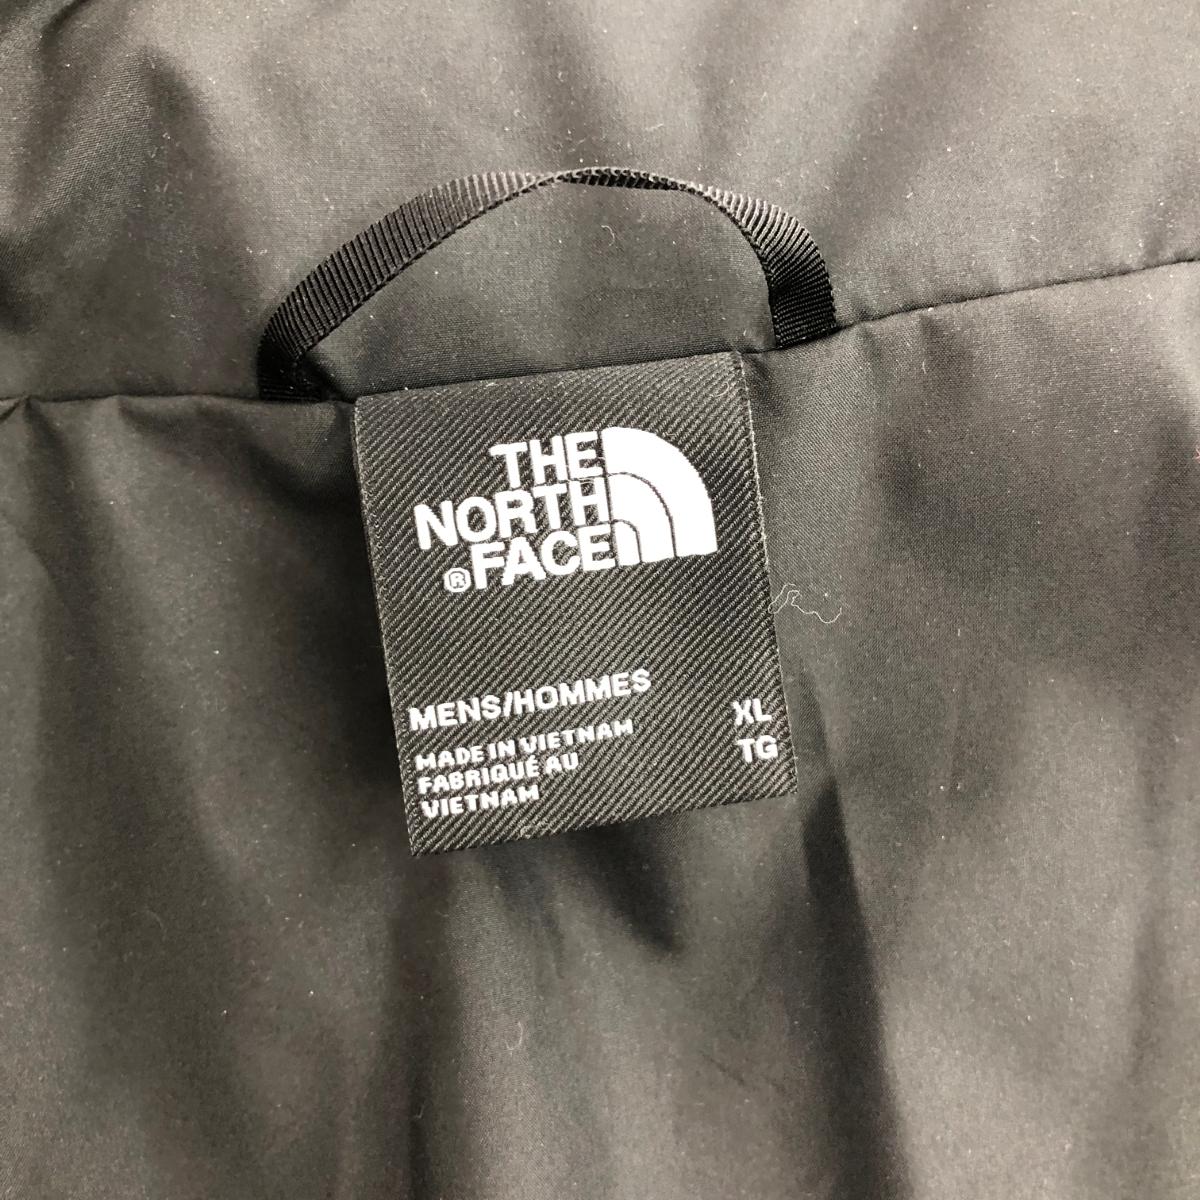 THE
NORTH
®FACE
MENS/HOMMES
MADE IN VIETNAM
FABRIQUÉ AU
VIETNAM
XL
TG